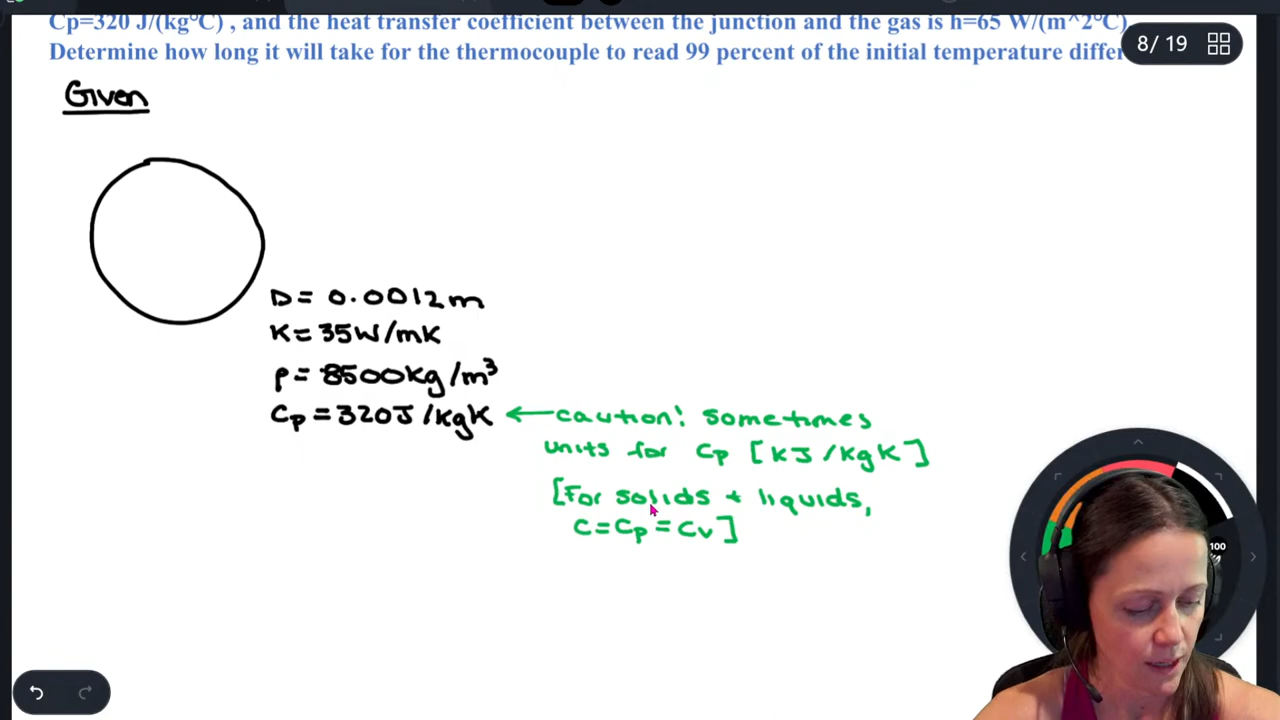 Cp=320 J/(kg°C) , and the heat transfer coefficient between the junction and the gas is h=65 W/(m^2°C).
Determine how long it will take for the thermocouple to read 99 percent of the initial temperature differ
8/ 19
Given
D = 0.0012m
K = 35W/mK
ρ = 8500kg/m³
Cp = 320J/kgK ← caution! sometimes
units for Cp [KJ/KgK]
[For solids + liquids,
C=Cp=Cv]
100